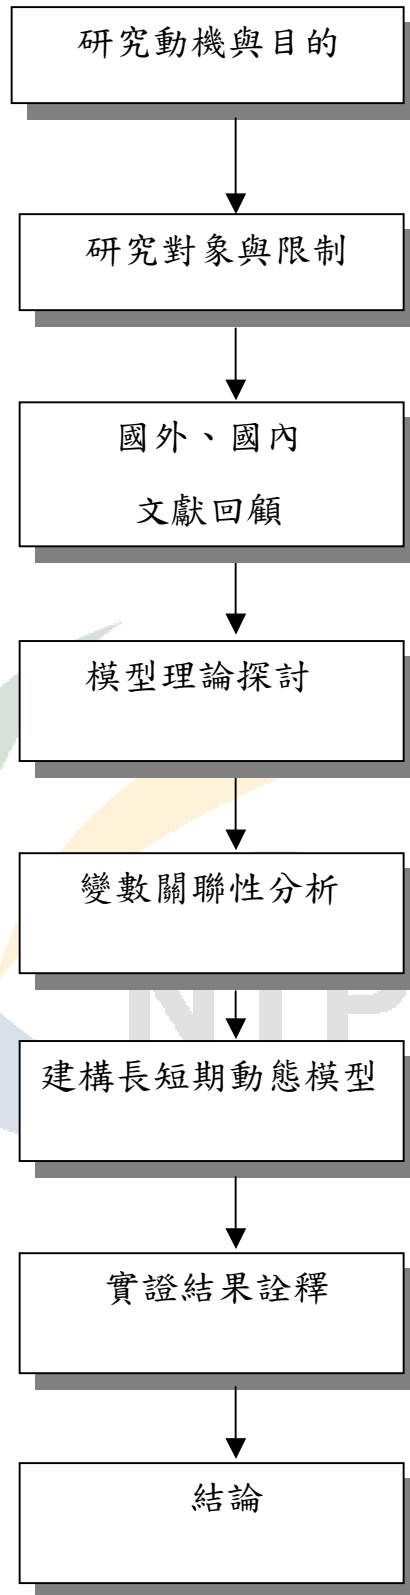 研究動機與目的
研究對象與限制
國外、國內
文獻回顧
模型理論探討
變數關聯性分析
NTP
建構長短期動態模型
實證結果詮釋
結論